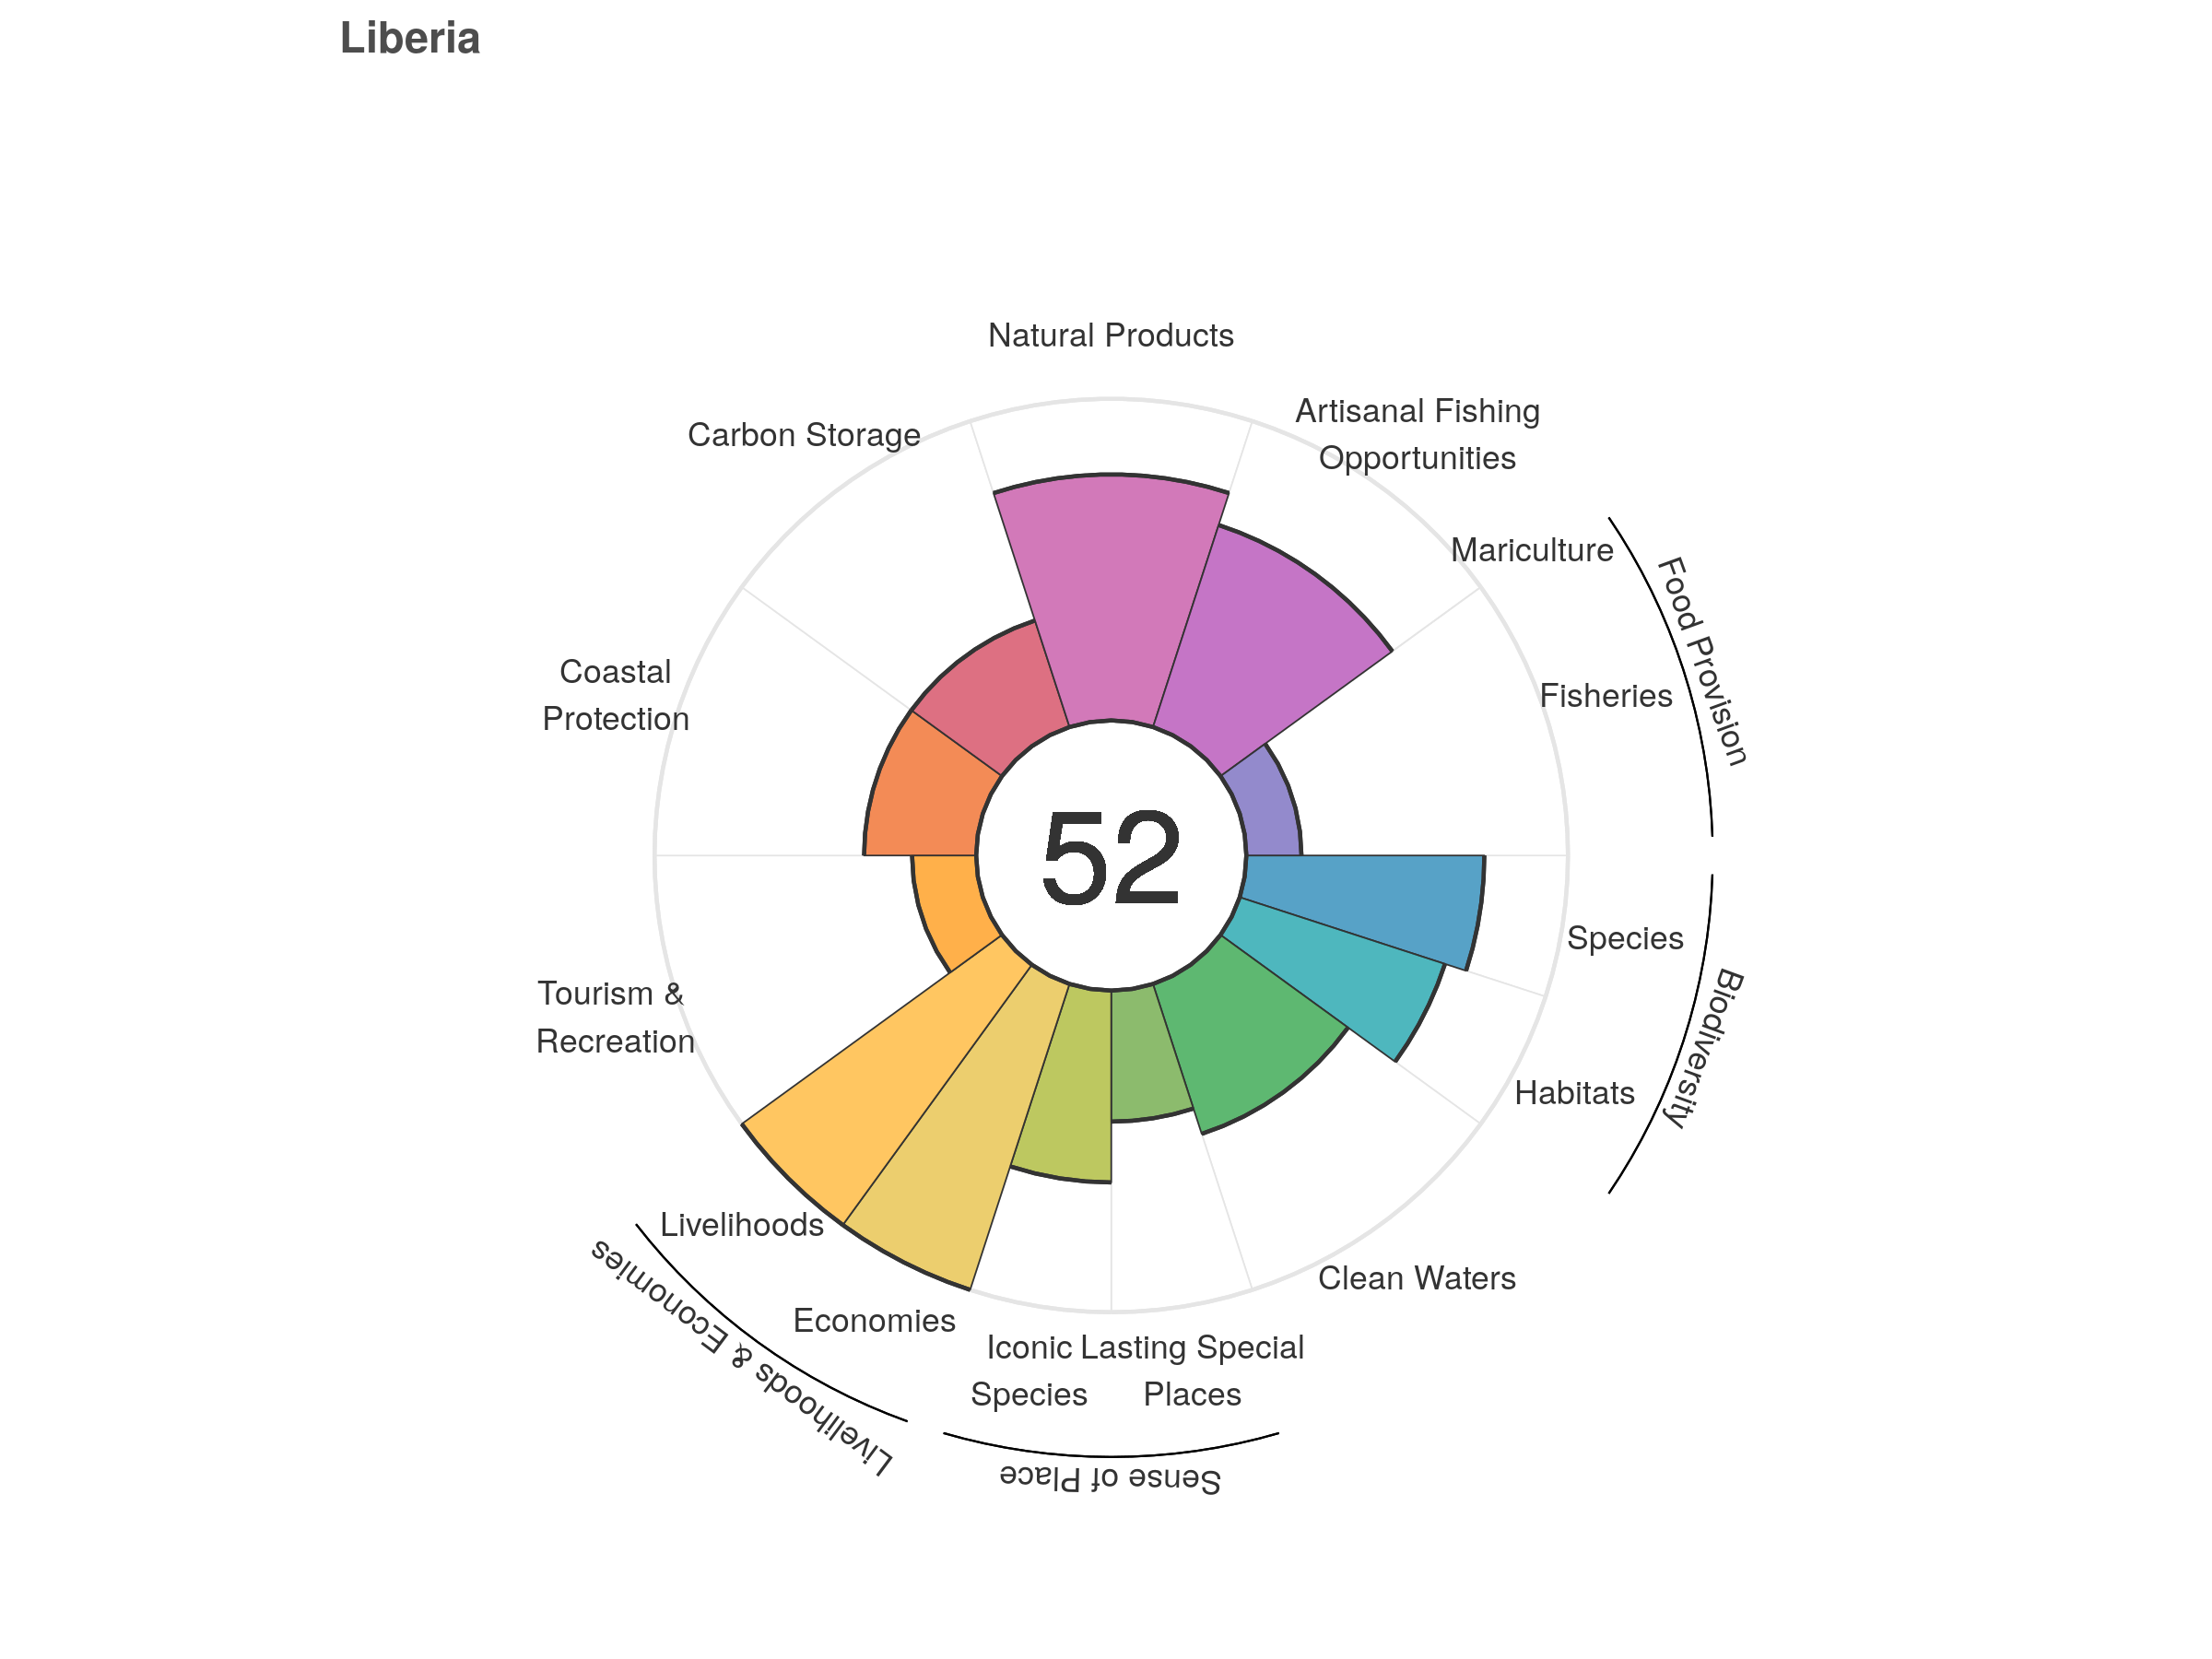 Liberia
Natural Products
Artisanal Fishing
Opportunities
Carbon Storage
Mariculture
Food Provision
Fisheries
Coastal
Protection
52
Species
Biodiversity
Habitats
Tourism &
Recreation
Livelihoods
Clean Waters
Economies
Livelihoods & Economies
Iconic
Species
Lasting Special
Places
Sense of Place